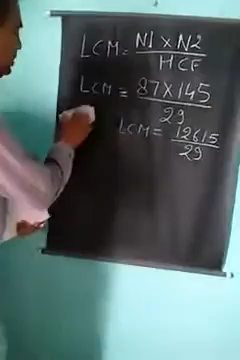 LCM = N1 × N2 / HCF
LCM = 87 × 145 / 29
LCM = 12615 / 29